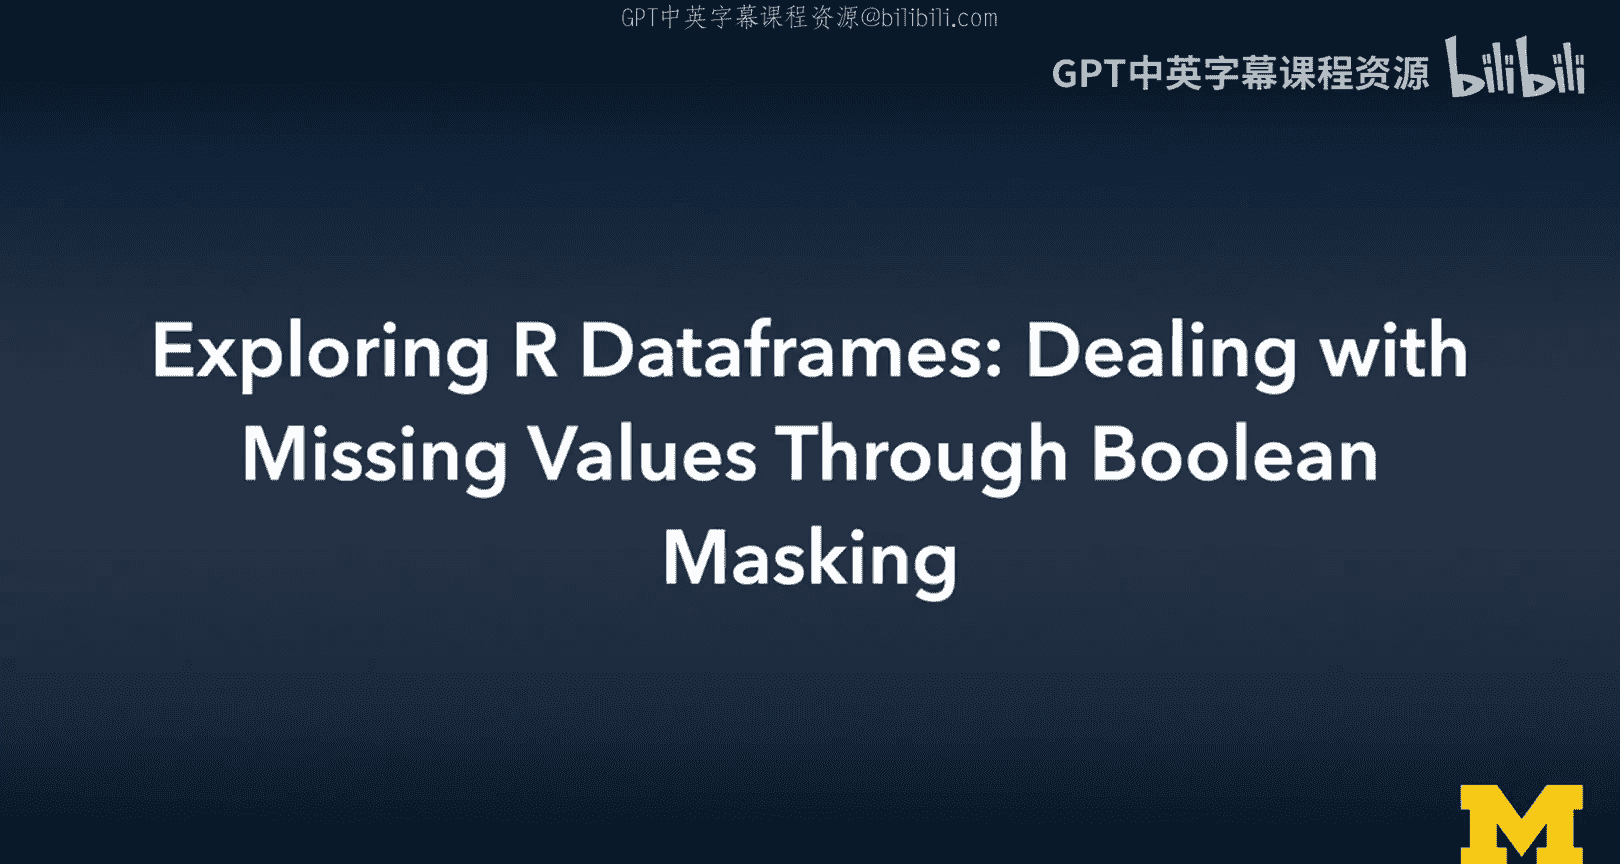 GPT中英字幕课程资源@bilibili.com
GPT中英字幕课程资源 bilibili
Exploring R Dataframes: Dealing with
Missing Values Through Boolean
Masking
M